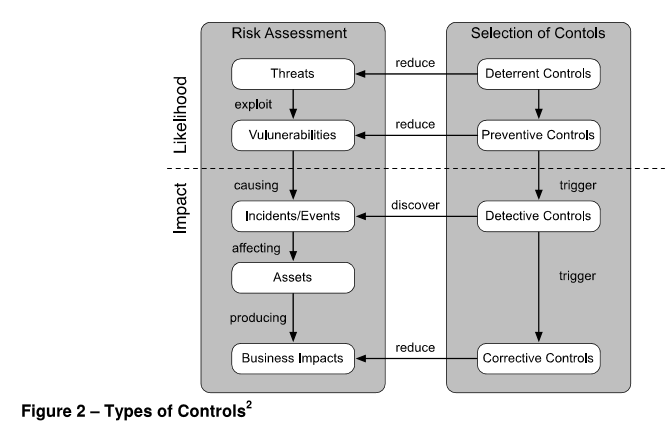 Risk Assessment
Selection of Contols
Likelihood
Impact
Threats
reduce
Deterrent Controls
exploit
Vulunerabilities
reduce
Preventive Controls
causing
trigger
Incidents/Events
discover
Detective Controls
affecting
Assets
trigger
producing
Business Impacts
reduce
Corrective Controls
Figure 2 – Types of Controls²